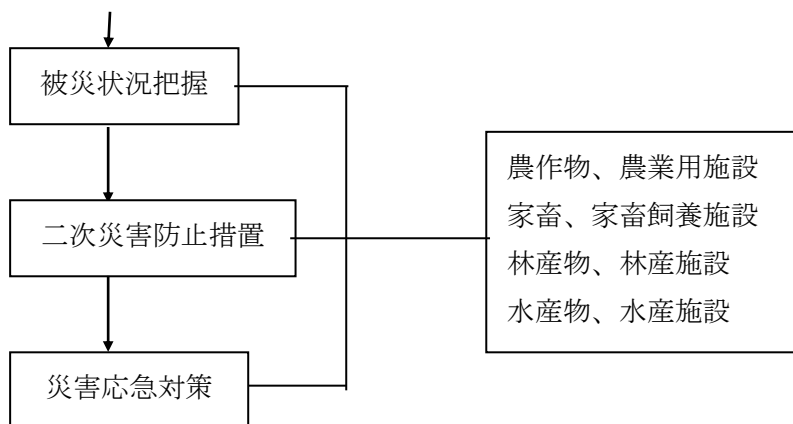 被災状況把握
二次災害防止措置
災害応急対策
農作物、農業用施設
家畜、家畜飼養施設
林産物、林産施設
水産物、水産施設